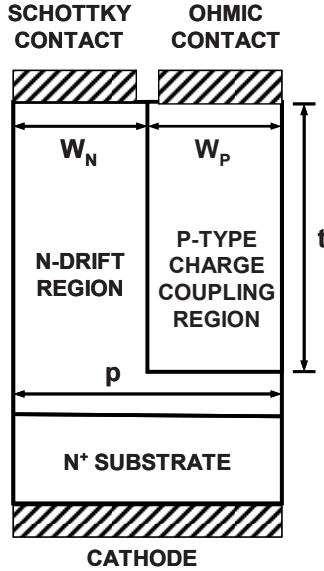 SCHOTTKY CONTACT
OHMIC CONTACT
W_N
W_P
t
N-DRIFT REGION
P-TYPE CHARGE COUPLING REGION
p
N⁺ SUBSTRATE
CATHODE